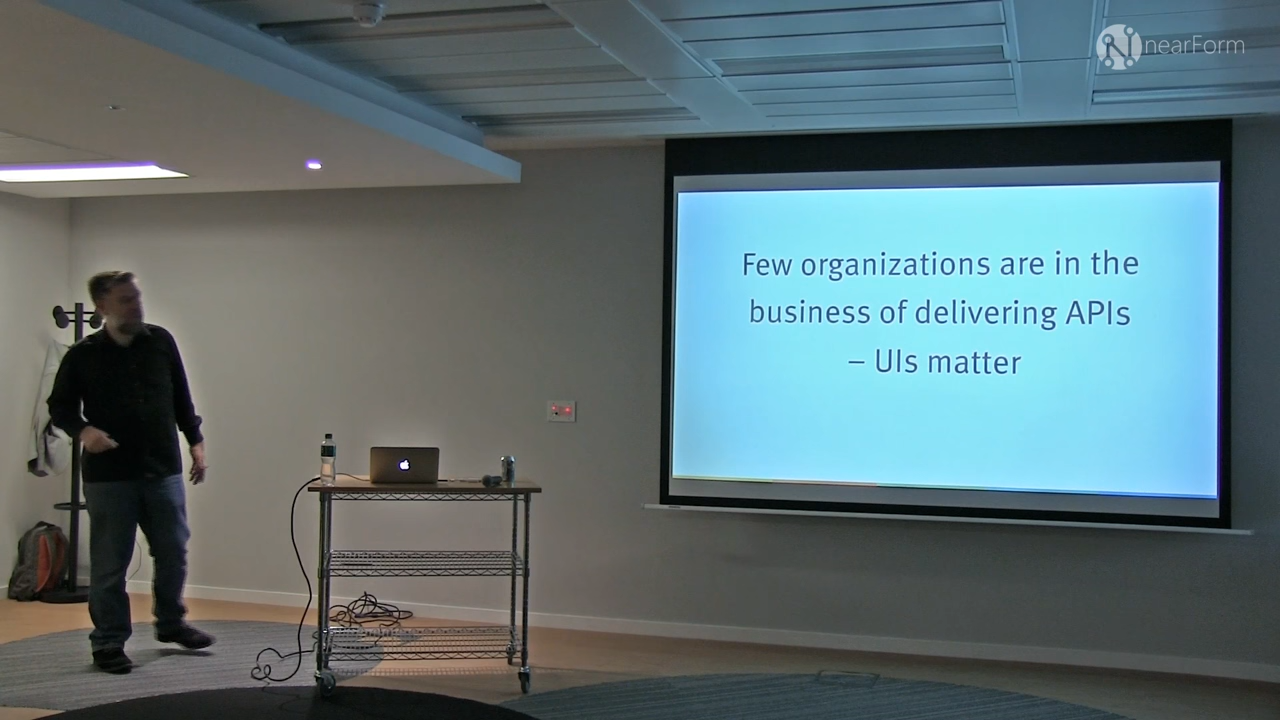 nearForm
Few organizations are in the
business of delivering APIs
– UIs matter